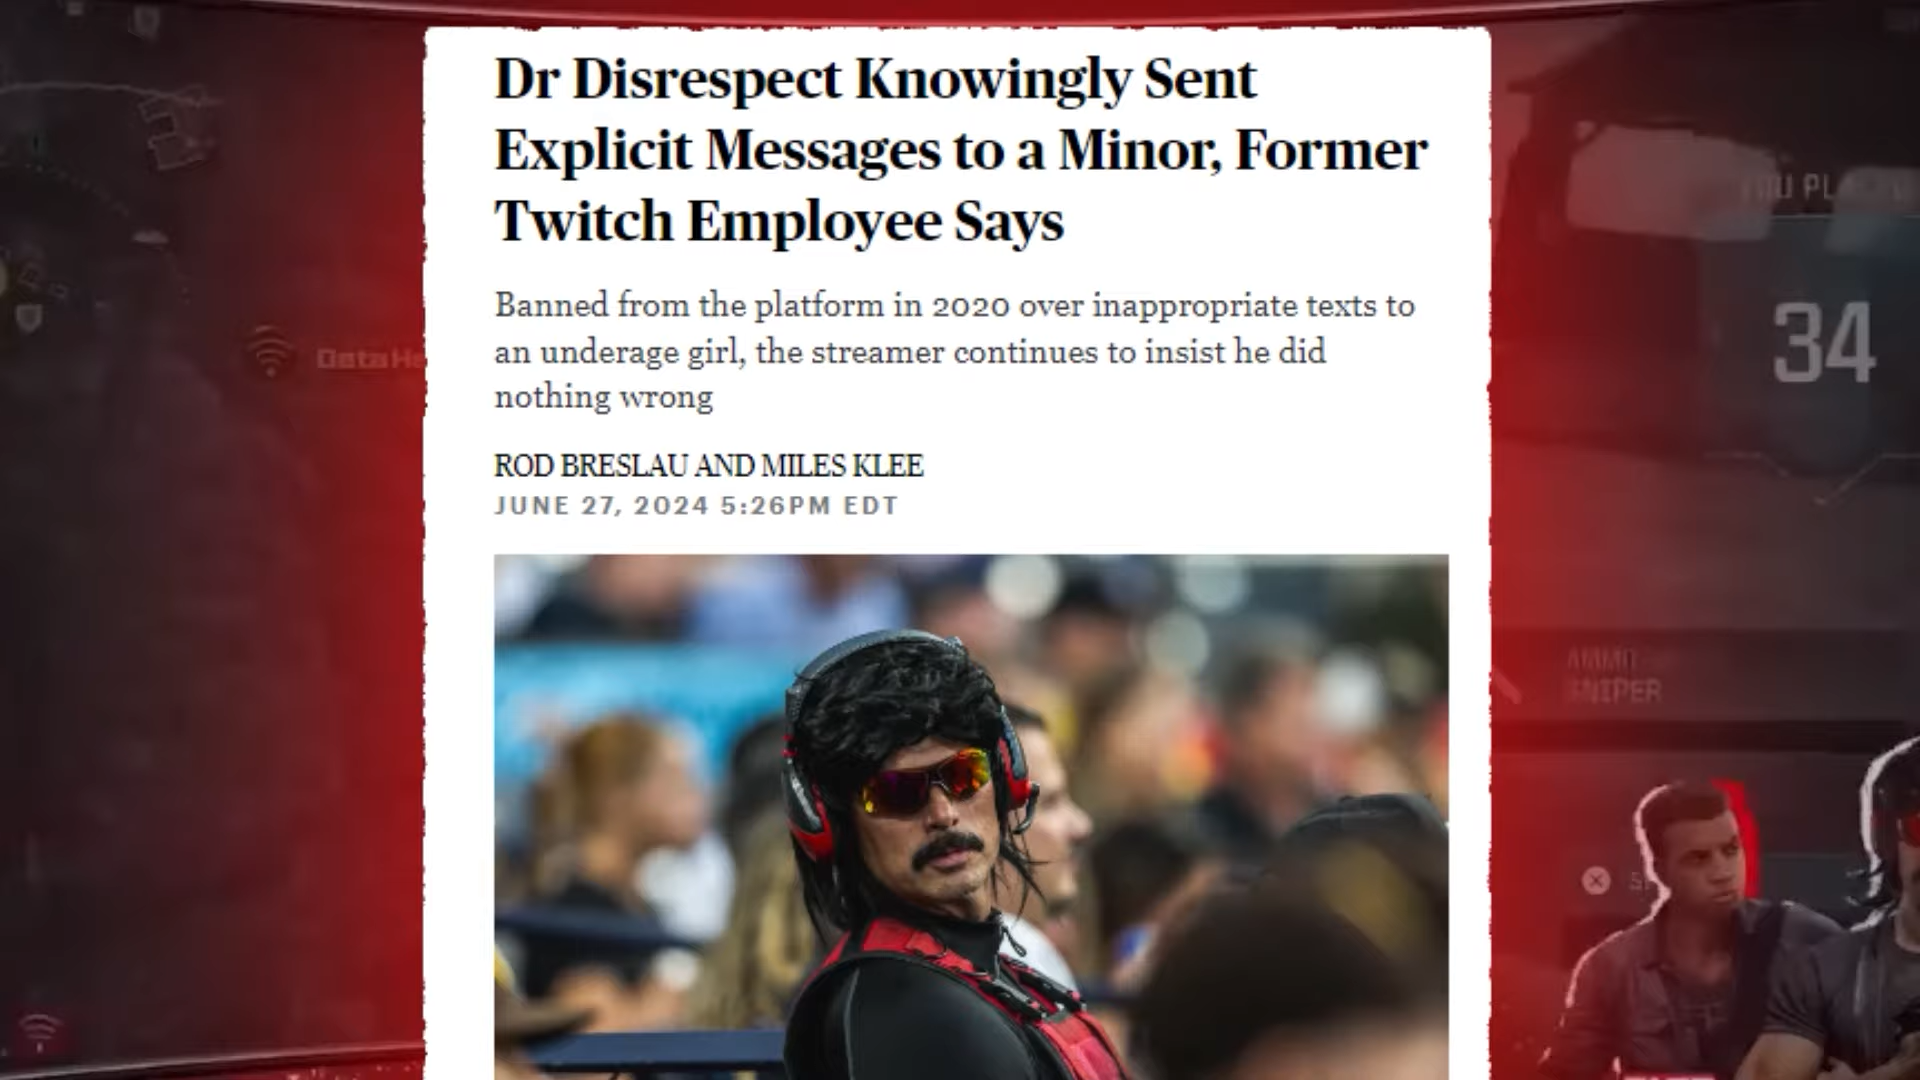 Dr Disrespect Knowingly Sent
Explicit Messages to a Minor, Former
Twitch Employee Says
Banned from the platform in 2020 over inappropriate texts to
an underage girl, the streamer continues to insist he did
nothing wrong
ROD BRESLAU AND MILES KLEE
JUNE 27, 2024 5:26PM EDT
34
SNIPER